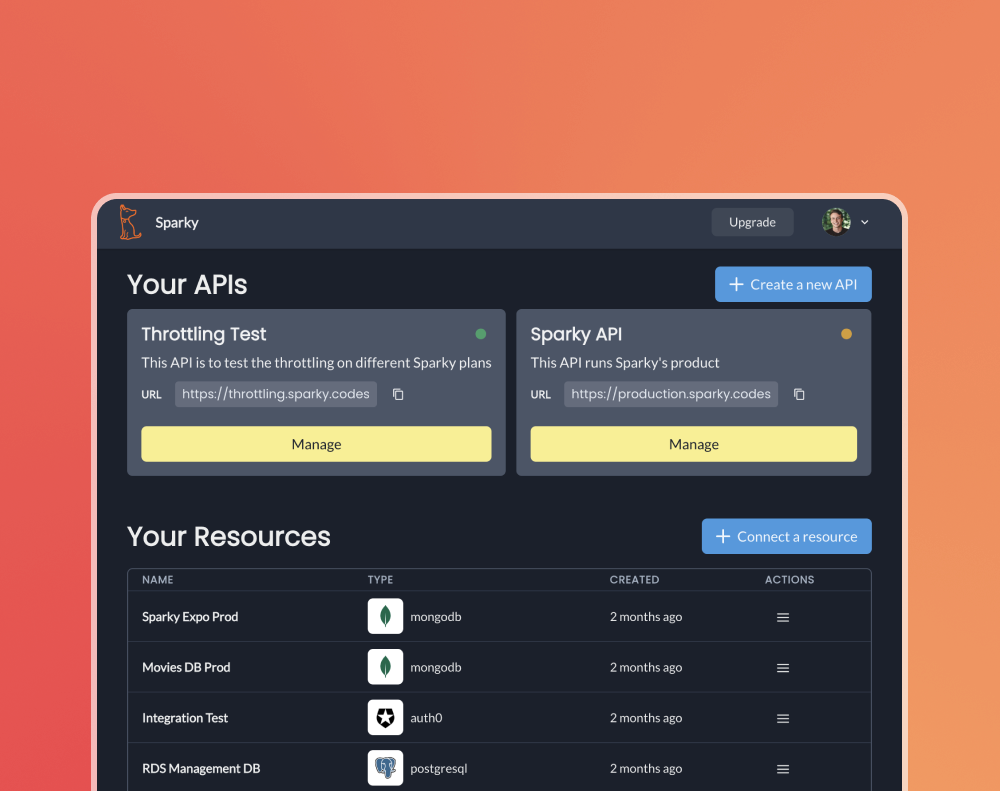 Sparky
Upgrade
Your APIs
Create a new API
Throttling Test
This API is to test the throttling on different Sparky plans
URL https://throttling.sparky.codes
Manage
Sparky API
This API runs Sparky's product
URL https://production.sparky.codes
Manage
Your Resources
Connect a resource
NAME TYPE CREATED ACTIONS
Sparky Expo Prod mongodb 2 months ago
Movies DB Prod mongodb 2 months ago
Integration Test auth0 2 months ago
RDS Management DB postgresql 2 months ago